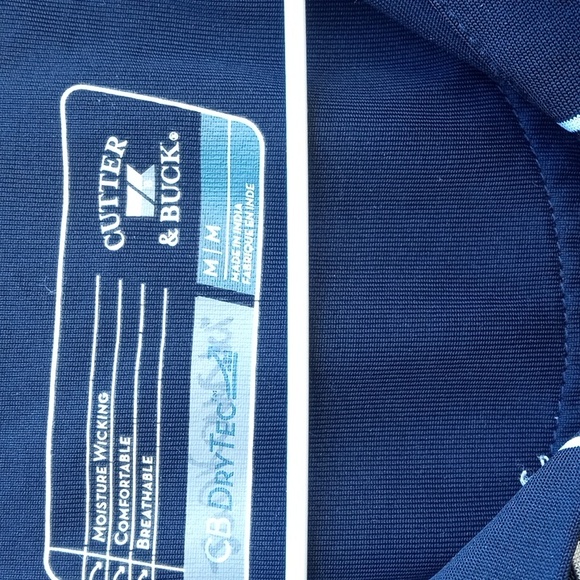 CUTTER
& BUCK®
M | M
MADE IN INDIA
FABRIQUÉ EN INDE
MOISTURE WICKING
COMFORTABLE
BREATHABLE
CB DRYTEC